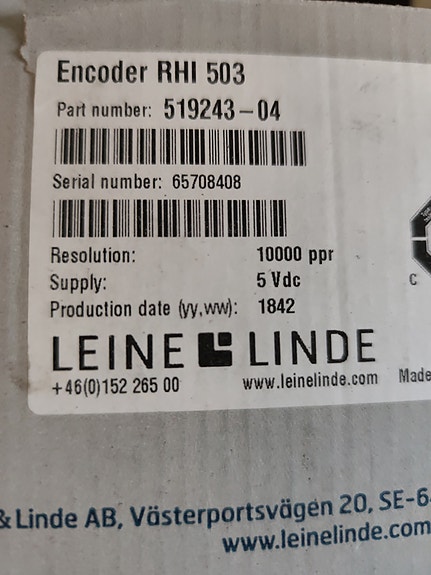 Encoder RHI 503
Part number: 519243-04
Serial number: 65708408
Resolution: 10000 ppr
Supply: 5 Vdc
Production date (yy,ww): 1842
LEINE LINDE
+46(0)152 265 00 www.leinelinde.com Made
C
& Linde AB, Västerportsvägen 20, SE-6
www.leinelinde.com